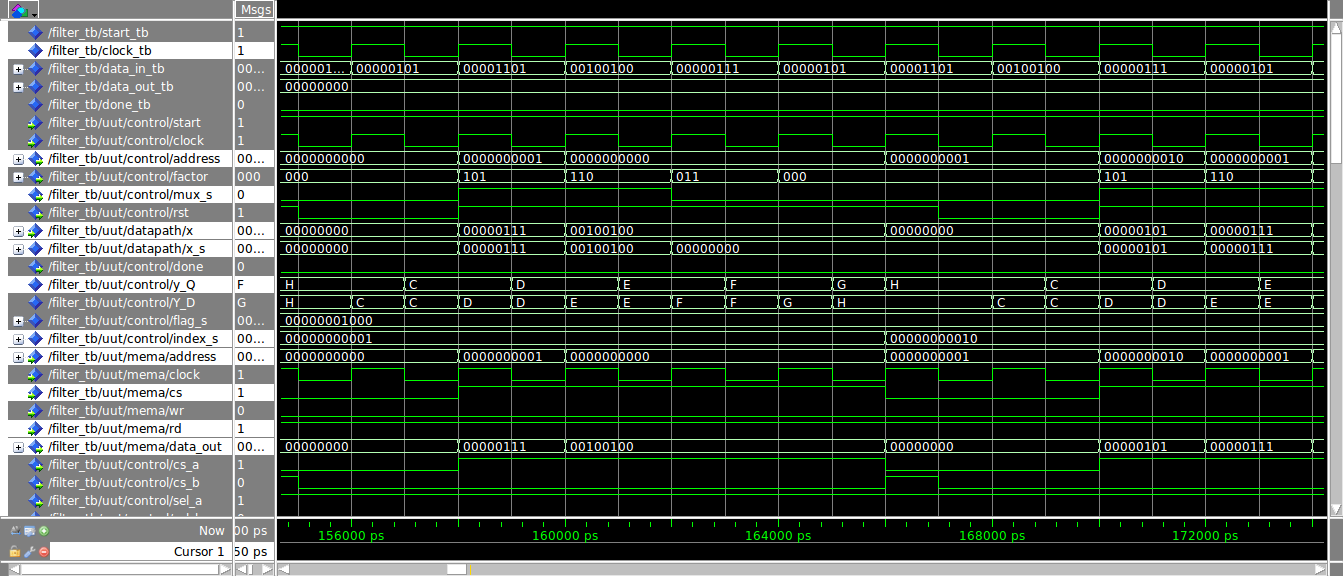 Msgs
/filter_tb/start_tb 1
/filter_tb/clock_tb 1
/filter_tb/data_in_tb 00... 000001... 00000101 00001101 00100100 00000111 00000101 00001101 00100100 00000111 00000101
/filter_tb/data_out_tb 00... 00000000
/filter_tb/done_tb 0
/filter_tb/uut/control/start 1
/filter_tb/uut/control/clock 1
/filter_tb/uut/control/address 00... 0000000000 0000000001 0000000000 0000000001 0000000010 0000000001
/filter_tb/uut/control/factor 000 000 101 110 011 000 101 110
/filter_tb/uut/control/mux_s 0
/filter_tb/uut/control/rst 1
/filter_tb/uut/datapath/x 00... 00000000 00000111 00100100 00000000 00000101 00000111
/filter_tb/uut/datapath/x_s 00... 00000000 00000111 00100100 00000000 00000101 00000111
/filter_tb/uut/control/done 0
/filter_tb/uut/control/y_Q F H C D E F G H C D E
/filter_tb/uut/control/Y_D G H C C D D E E F F G H C C D D E E
/filter_tb/uut/control/flag_s 00... 00000001000
/filter_tb/uut/control/index_s 00... 00000000001 00000000010
/filter_tb/uut/mema/address 00... 0000000000 0000000001 0000000000 0000000001 0000000010 0000000001
/filter_tb/uut/mema/clock 1
/filter_tb/uut/mema/cs 1
/filter_tb/uut/mema/wr 0
/filter_tb/uut/mema/rd 1
/filter_tb/uut/mema/data_out 00... 00000000 00000111 00100100 00000000 00000101 00000111
/filter_tb/uut/control/cs_a 1
/filter_tb/uut/control/cs_b 0
/filter_tb/uut/control/sel_a 1
Now 00 ps
156000 ps 160000 ps 164000 ps 168000 ps 172000 ps
Cursor 1 50 ps